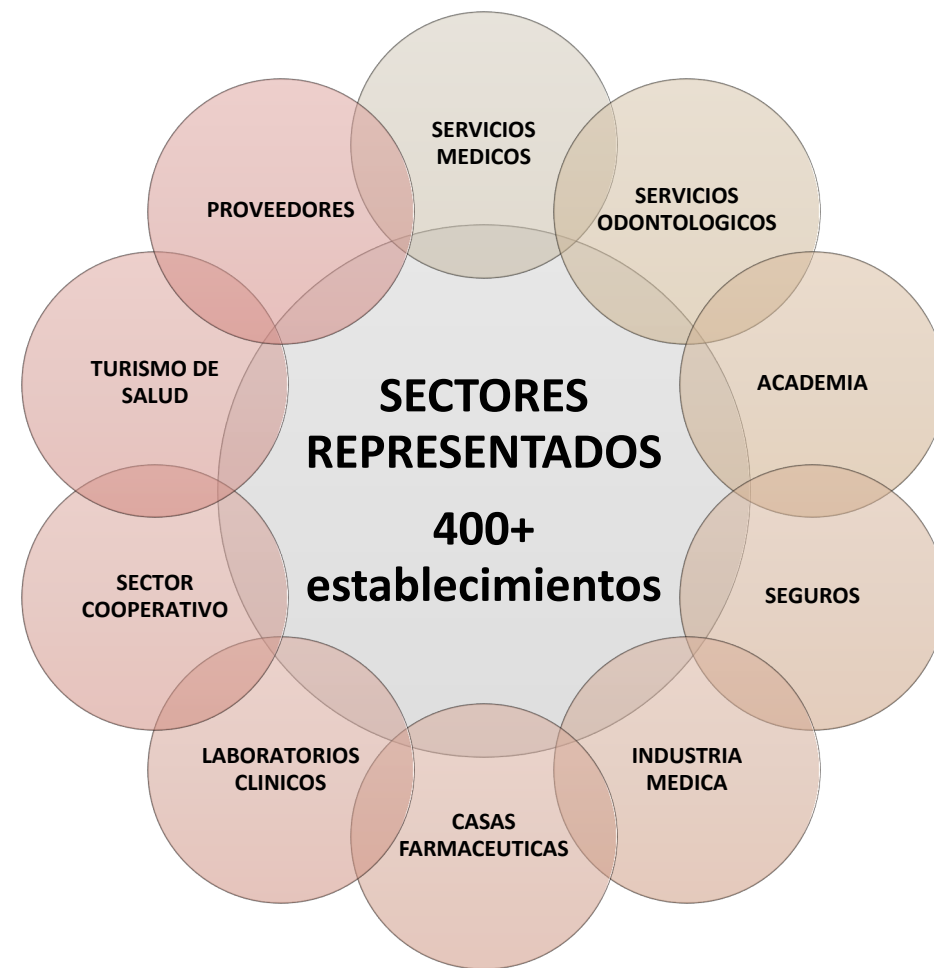 SERVICIOS
MEDICOS
SERVICIOS
ODONTOLOGICOS
ACADEMIA
SEGUROS
INDUSTRIA
MEDICA
CASAS
FARMACEUTICAS
LABORATORIOS
CLINICOS
SECTOR
COOPERATIVO
TURISMO DE
SALUD
PROVEEDORES
SECTORES
REPRESENTADOS
400+
establecimientos